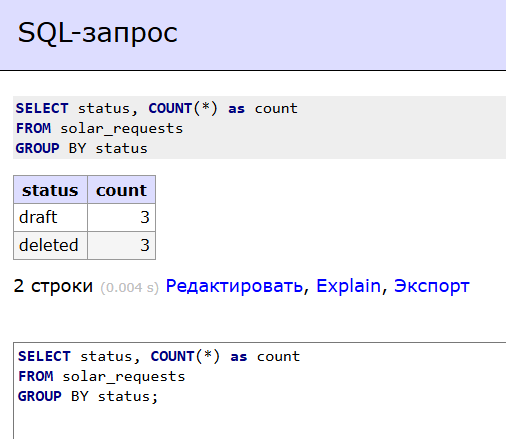 SQL-запрос
SELECT status, COUNT(*) as count
FROM solar_requests
GROUP BY status
status count
draft 3
deleted 3
2 строки (0.004 s) Редактировать, Explain, Экспорт
SELECT status, COUNT(*) as count
FROM solar_requests
GROUP BY status;